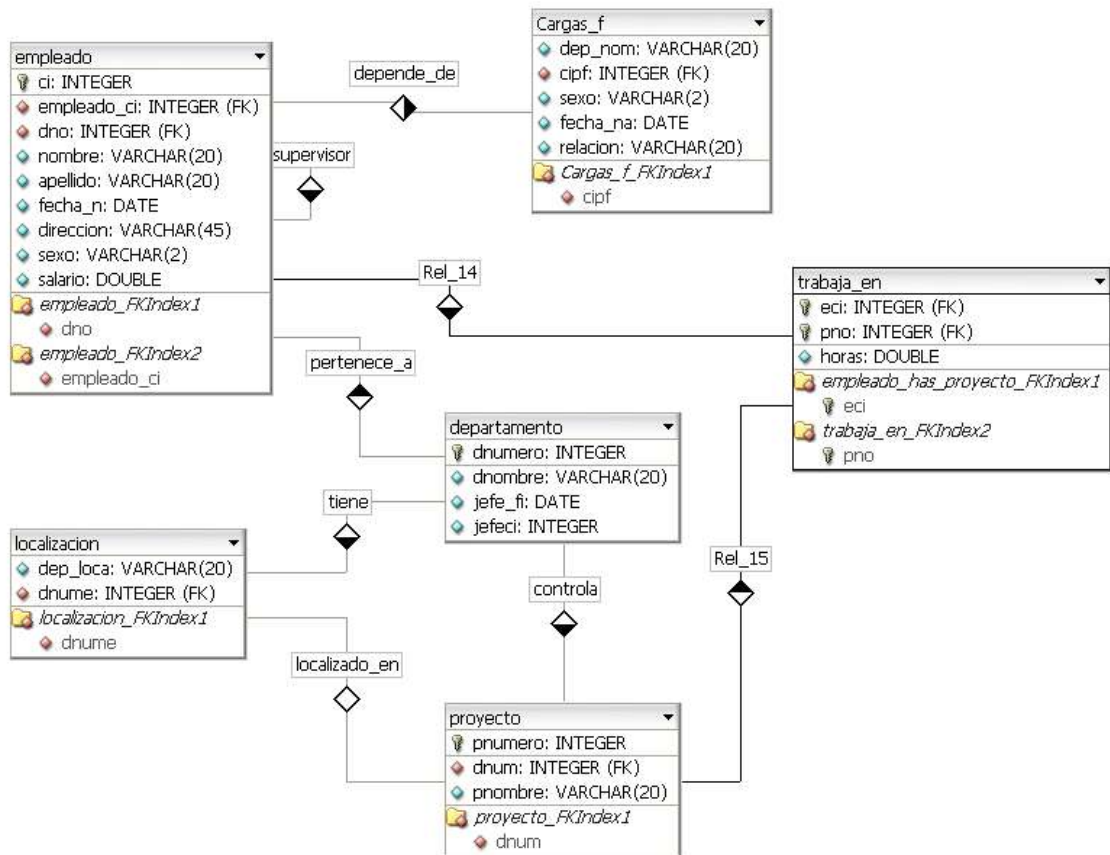 empleado
ci: INTEGER
empleado_ci: INTEGER (FK)
dno: INTEGER (FK)
nombre: VARCHAR(20)
apellido: VARCHAR(20)
fecha_n: DATE
direccion: VARCHAR(45)
sexo: VARCHAR(2)
salario: DOUBLE
empleado_FKIndex1
dno
empleado_FKIndex2
empleado_ci
depende_de
supervisor
Cargas_f
dep_nom: VARCHAR(20)
cipf: INTEGER (FK)
sexo: VARCHAR(2)
fecha_na: DATE
relacion: VARCHAR(20)
Cargas_f_FKIndex1
cipf
Rel_14
trabaja_en
eci: INTEGER (FK)
pno: INTEGER (FK)
horas: DOUBLE
empleado_has_proyecto_FKIndex1
eci
trabaja_en_FKIndex2
pno
pertenece_a
departamento
dnumero: INTEGER
dnombre: VARCHAR(20)
jefe_fi: DATE
jefeci: INTEGER
tiene
localizacion
dep_loca: VARCHAR(20)
dnume: INTEGER (FK)
localizacion_FKIndex1
dnume
controla
Rel_15
localizado_en
proyecto
pnumero: INTEGER
dnum: INTEGER (FK)
pnombre: VARCHAR(20)
proyecto_FKIndex1
dnum